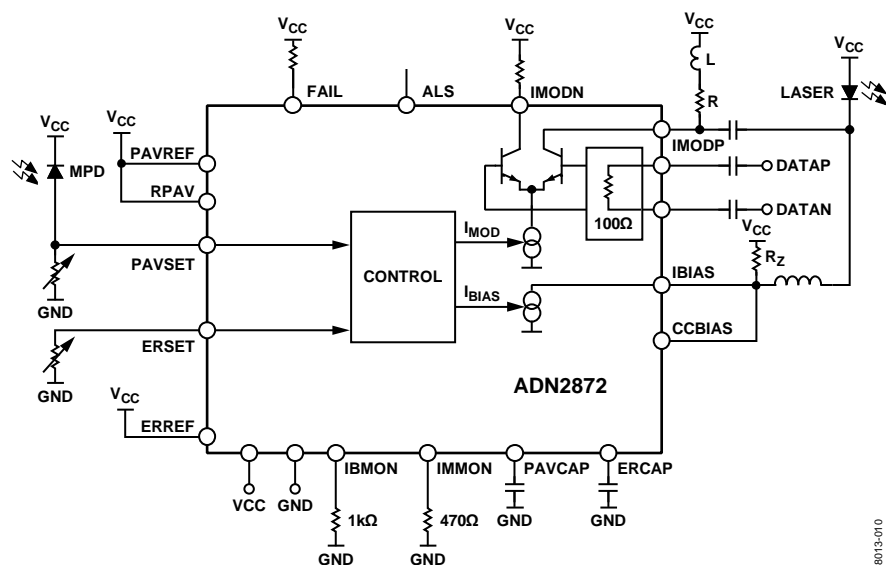 VCC
VCC
FAIL
ALS
IMODN
VCC
L
R
VCC
LASER
VCC
MPD
VCC
PAVREF
RPAV
IMODP
DATAP
DATAN
100Ω
PAVSET
GND
CONTROL
IMOD
IBIAS
VCC
RZ
IBIAS
CCBIAS
ERSET
GND
ADN2872
VCC
ERREF
VCC
GND
IBMON
1kΩ
GND
IMMON
470Ω
GND
PAVCAP
GND
ERCAP
GND
8013-010